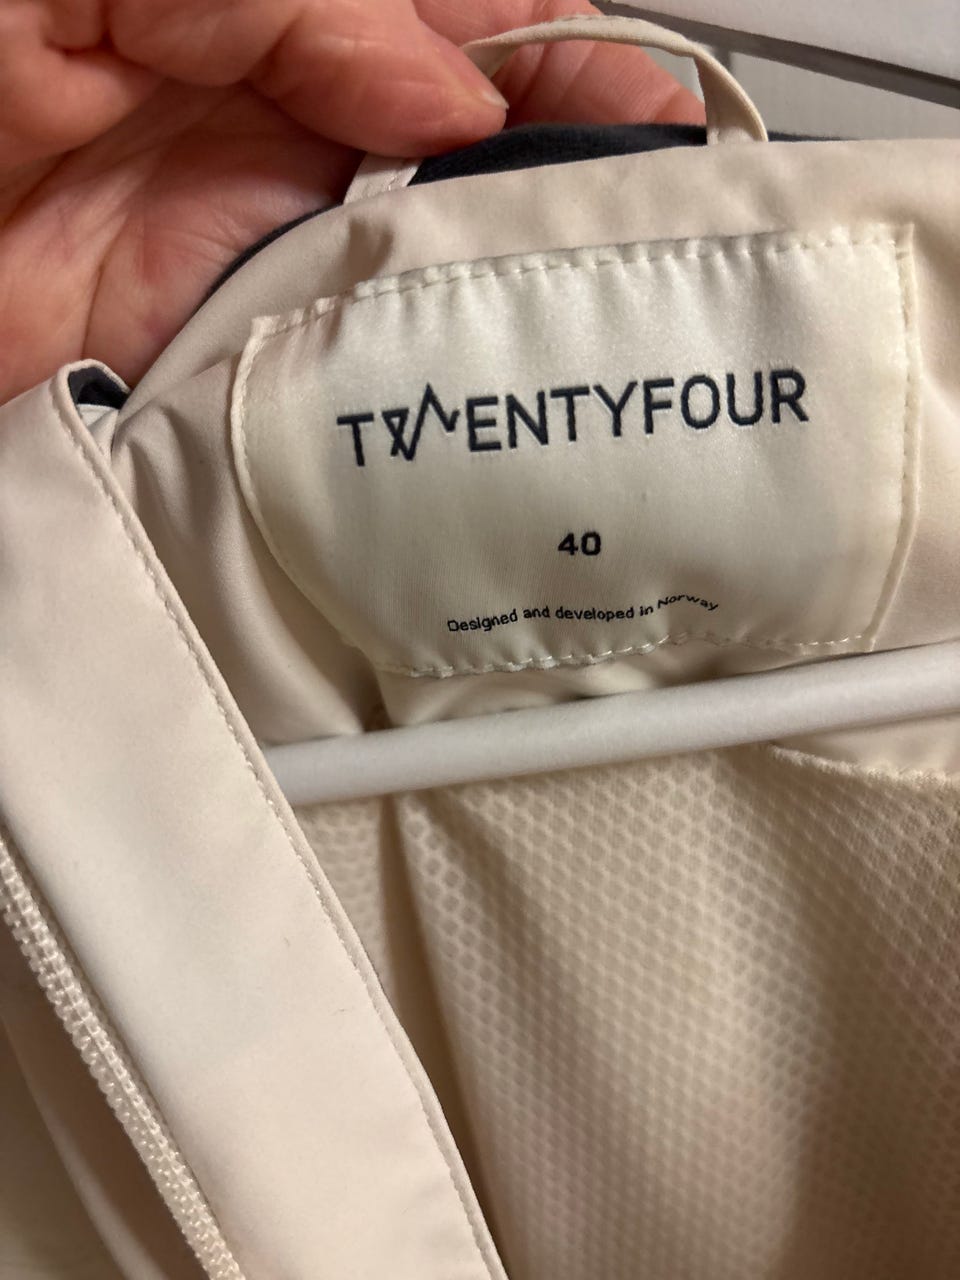 TWENTYFOUR
40
Designed and developed in Norway